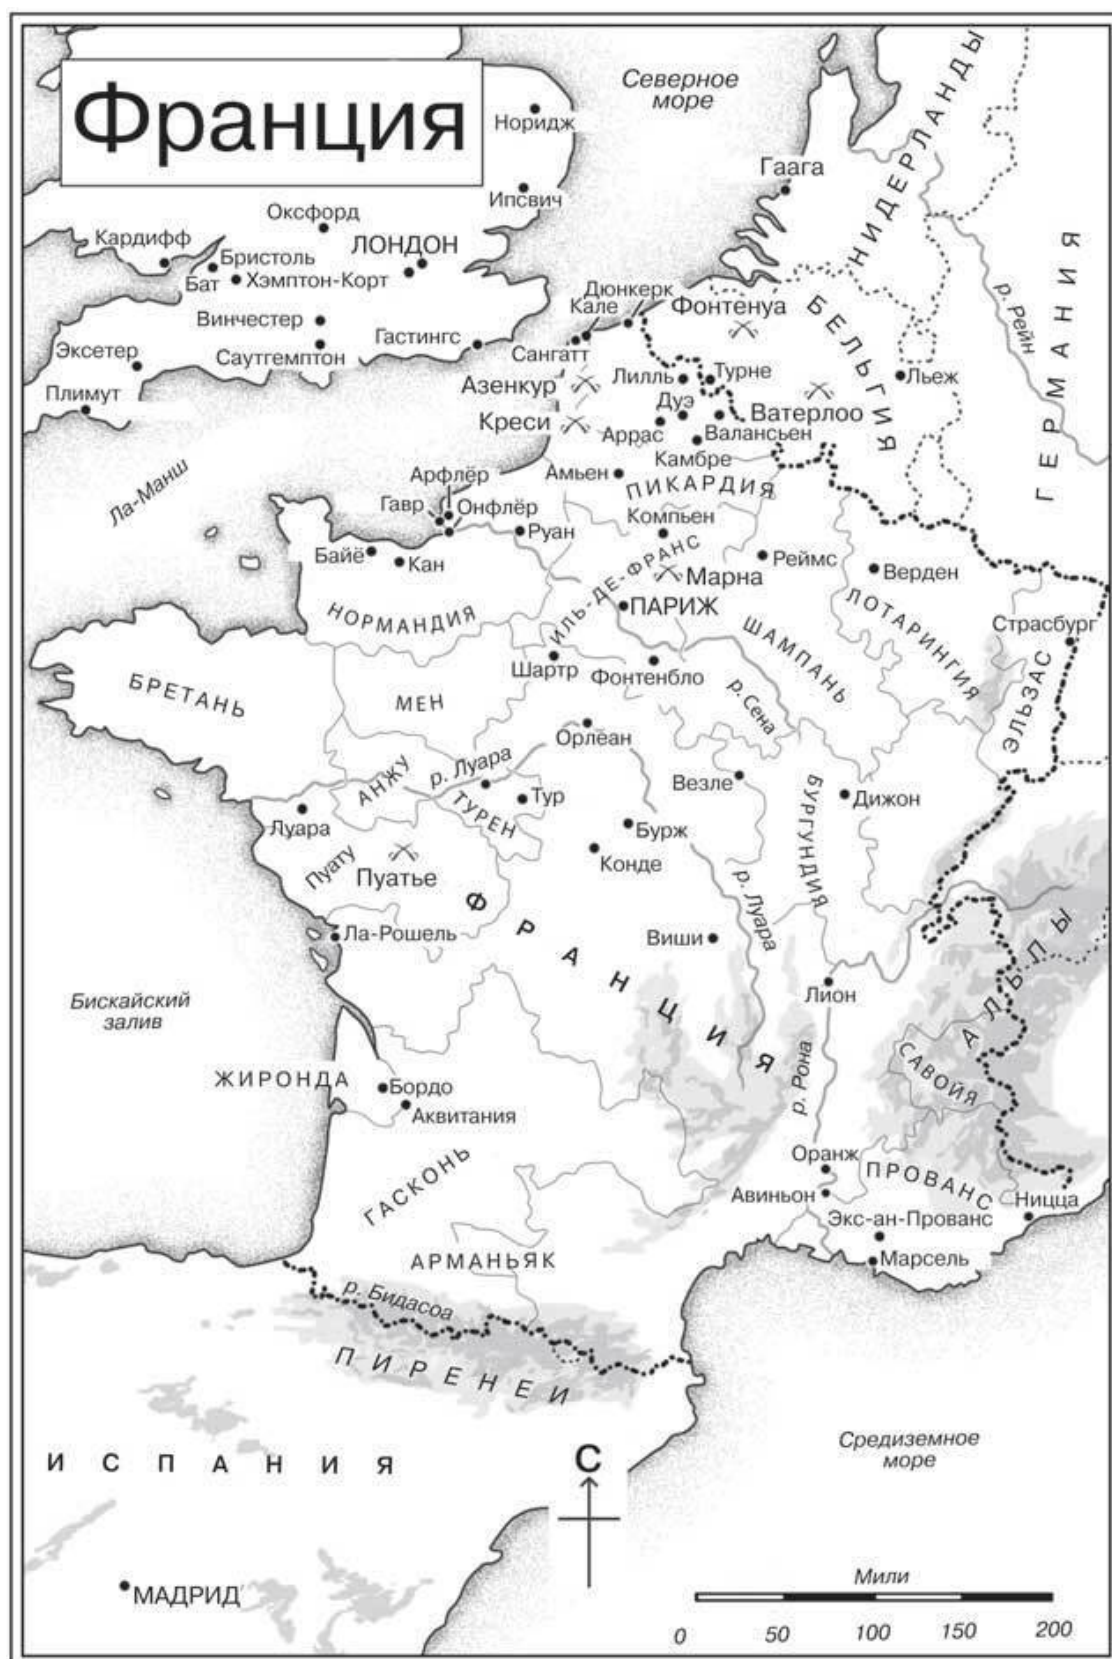 Франция
Северное
море
Норидж
НИДЕРЛАНДЫ
Гаага
Ипсвич
Оксфорд
Кардифф
ЛОНДОН
Бристоль
Бат
Хэмптон-Корт
ГЕРМАНИЯ
р. Рейн
Дюнкерк
Кале
Фонтенуа
БЕЛЬГИЯ
Винчестер
Гастингс
Сангатт
Эксетер
Саутгемптон
Азенкур
Лилль
Турне
Льеж
Плимут
Дуэ
Ватерлоо
Креси
Аррас
Валансьен
Камбре
Ла-Манш
Арфлёр
Амьен
ПИКАРДИЯ
Гавр
Онфлёр
Руан
Компьен
Байё
Кан
ИЛЬ-ДЕ-ФРАНС
Марна
Реймс
Верден
НОРМАНДИЯ
ПАРИЖ
ЛОТАРИНГИЯ
Страсбург
ШАМПАНЬ
Шартр
Фонтенбло
БРЕТАНЬ
МЕН
р. Сена
ЭЛЬЗАС
Орлеан
р. Луара
АНЖУ
Везле
Тур
ТУРЕН
БУРГУНДИЯ
Дижон
Луара
Бурж
Пуату
Пуатье
Конде
р. Луара
ФРАНЦИЯ
Ла-Рошель
Виши
АЛЬПЫ
Бискайский
залив
Лион
ЖИРОНДА
Бордо
Аквитания
р. Рона
САВОЙЯ
ГАСКОНЬ
Оранж
ПРОВАНС
Авиньон
Ницца
Экс-ан-Прованс
АРМАНЬЯК
Марсель
р. Бидасоа
ПИРЕНЕИ
ИСПАНИЯ
С
Средиземное
море
МАДРИД
Мили
0 50 100 150 200